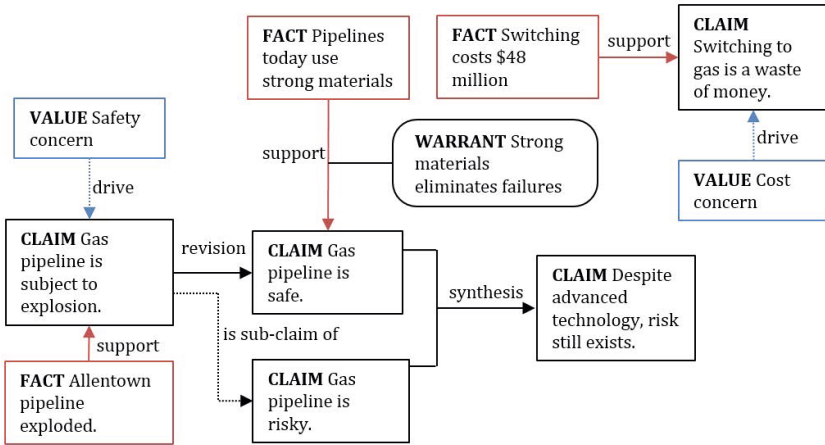 FACT Pipelines
today use
strong materials
FACT Switching
costs $48
million
support
CLAIM
Switching to
gas is a waste
of money.
VALUE Safety
concern
support
WARRANT Strong
materials
eliminates failures
drive
VALUE Cost
concern
drive
CLAIM Gas
pipeline is
subject to
explosion.
revision
CLAIM Gas
pipeline is
safe.
synthesis
CLAIM Despite
advanced
technology, risk
still exists.
is sub-claim of
support
FACT Allentown
pipeline
exploded.
CLAIM Gas
pipeline is
risky.